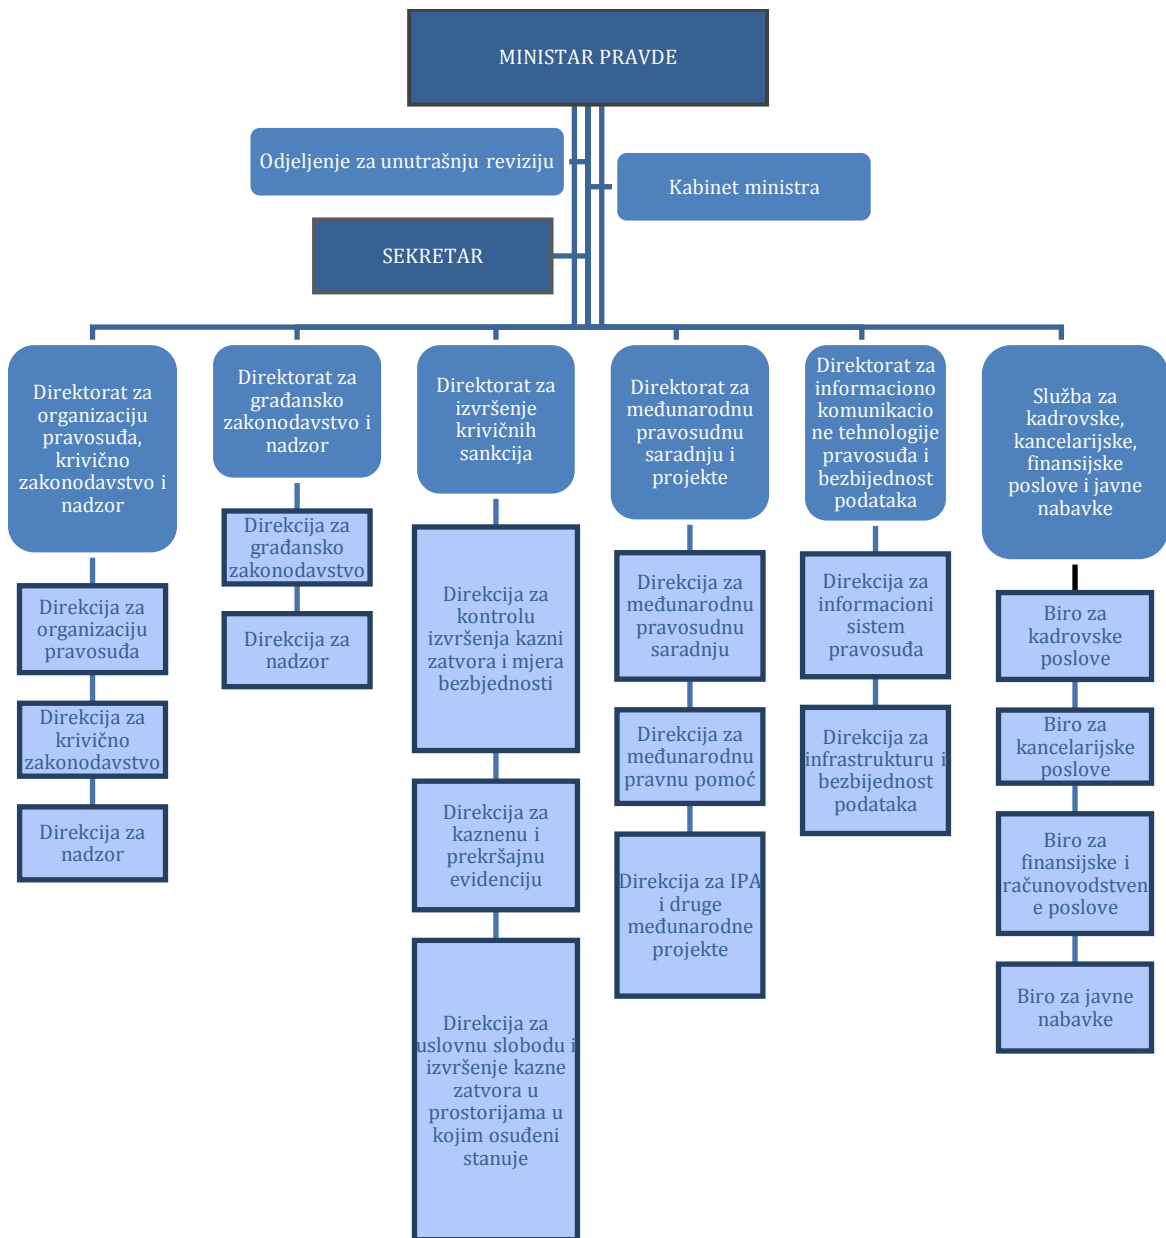 MINISTAR PRAVDE
Odjeljenje za unutrašnju reviziju
Kabinet ministra
SEKRETAR
Direktorat za
organizaciju
pravosuđa,
krivično
zakonodavstvo i
nadzor
Direkcija za
organizaciju
pravosuđa
Direkcija za
krivično
zakonodavstvo
Direkcija za
nadzor
Direktorat za
građansko
zakonodavstvo i
nadzor
Direkcija za
građansko
zakonodavstvo
Direkcija za
nadzor
Direktorat za
izvršenje
krivičnih
sankcija
Direkcija za
kontrolu
izvršenja kazni
zatvora i mjera
bezbjednosti
Direkcija za
kaznenu i
prekršajnu
evidenciju
Direkcija za
uslovnu slobodu i
izvršenje kazne
zatvora u
prostorijama u
kojim osuđeni
stanuje
Direktorat za
međunarodnu
pravosudnu
saradnju i
projekte
Direkcija za
međunarodnu
pravosudnu
saradnju
Direkcija za
međunarodnu
pravnu pomoć
Direkcija za IPA
i druge
međunarodne
projekte
Direktorat za
informaciono
komunikacio
ne tehnologije
pravosuđa i
bezbijednost
podataka
Direkcija za
informacioni
sistem
pravosuđa
Direkcija za
infrastrukturu i
bezbijednost
podataka
Služba za
kadrovske,
kancelarijske,
finansijske
poslove i javne
nabavke
Biro za
kadrovske
poslove
Biro za
kancelarijske
poslove
Biro za
finansijske i
računovodstven
e poslove
Biro za javne
nabavke